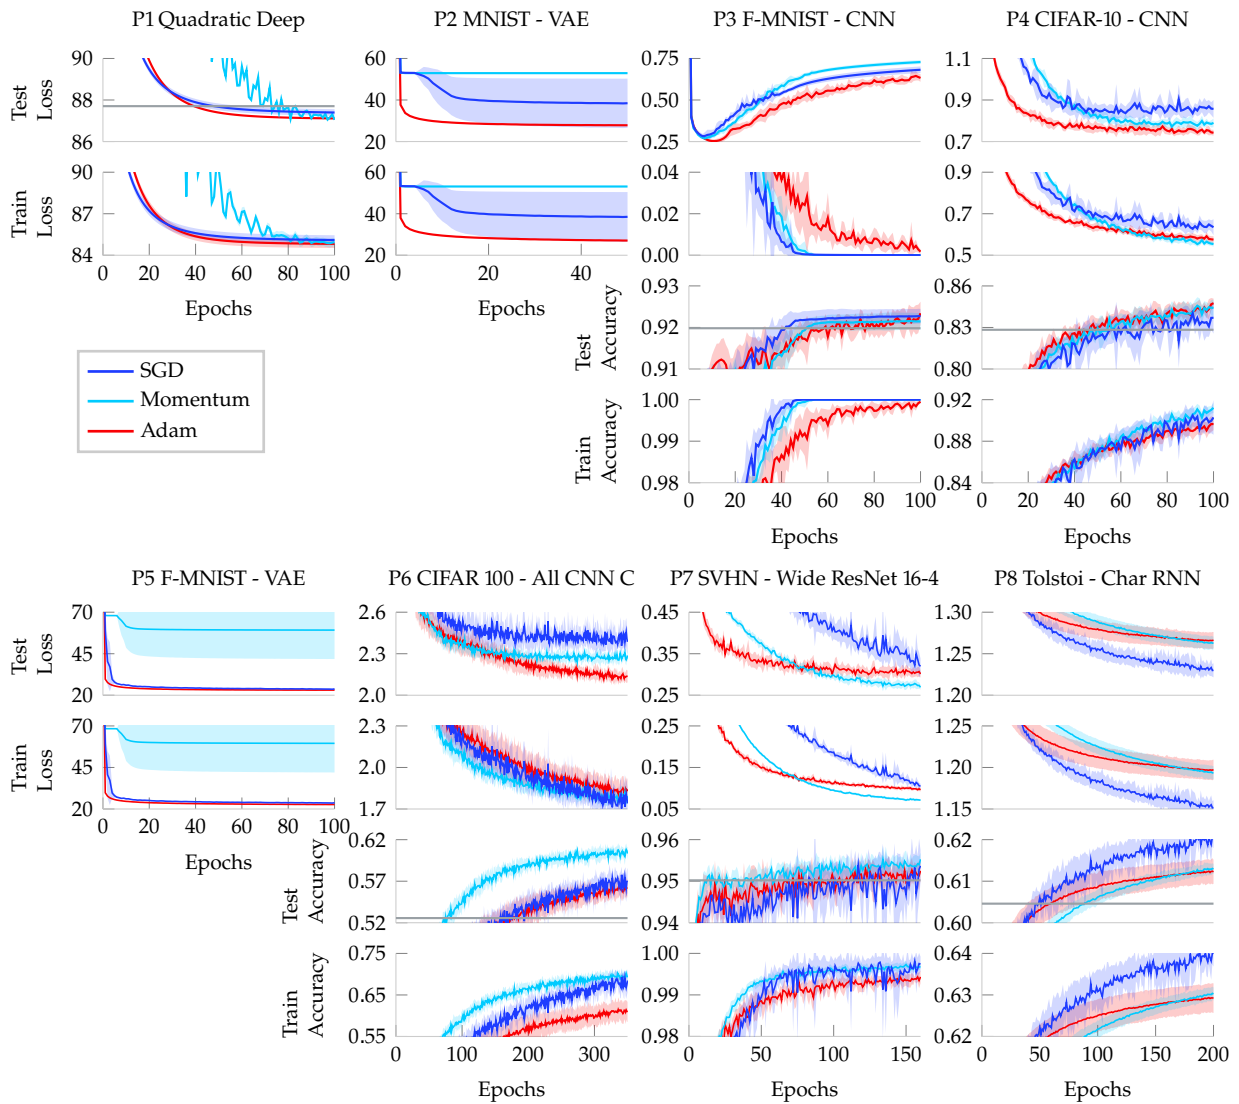 P1 Quadratic Deep
P2 MNIST - VAE
P3 F-MNIST - CNN
P4 CIFAR-10 - CNN
Test Loss
90
88
86
60
40
20
0.75
0.50
0.25
1.1
0.9
0.7
Train Loss
90
87
84
60
40
20
0.04
0.02
0.00
0.9
0.7
0.5
0 20 40 60 80 100
0 20 40
Epochs
Epochs
Test Accuracy
0.93
0.92
0.91
0.86
0.83
0.80
SGD
Momentum
Adam
Train Accuracy
1.00
0.99
0.98
0.92
0.88
0.84
0 20 40 60 80 100
0 20 40 60 80 100
Epochs
Epochs
P5 F-MNIST - VAE
P6 CIFAR 100 - All CNN C
P7 SVHN - Wide ResNet 16-4
P8 Tolstoi - Char RNN
Test Loss
70
45
20
2.6
2.3
2.0
0.45
0.35
0.25
1.30
1.25
1.20
Train Loss
70
45
20
2.3
2.0
1.7
0.25
0.15
0.05
1.25
1.20
1.15
0 20 40 60 80 100
Epochs
Test Accuracy
0.62
0.57
0.52
0.96
0.95
0.94
0.62
0.61
0.60
Train Accuracy
0.75
0.65
0.55
1.00
0.99
0.98
0.64
0.63
0.62
0 100 200 300
0 50 100 150
0 50 100 150 200
Epochs
Epochs
Epochs